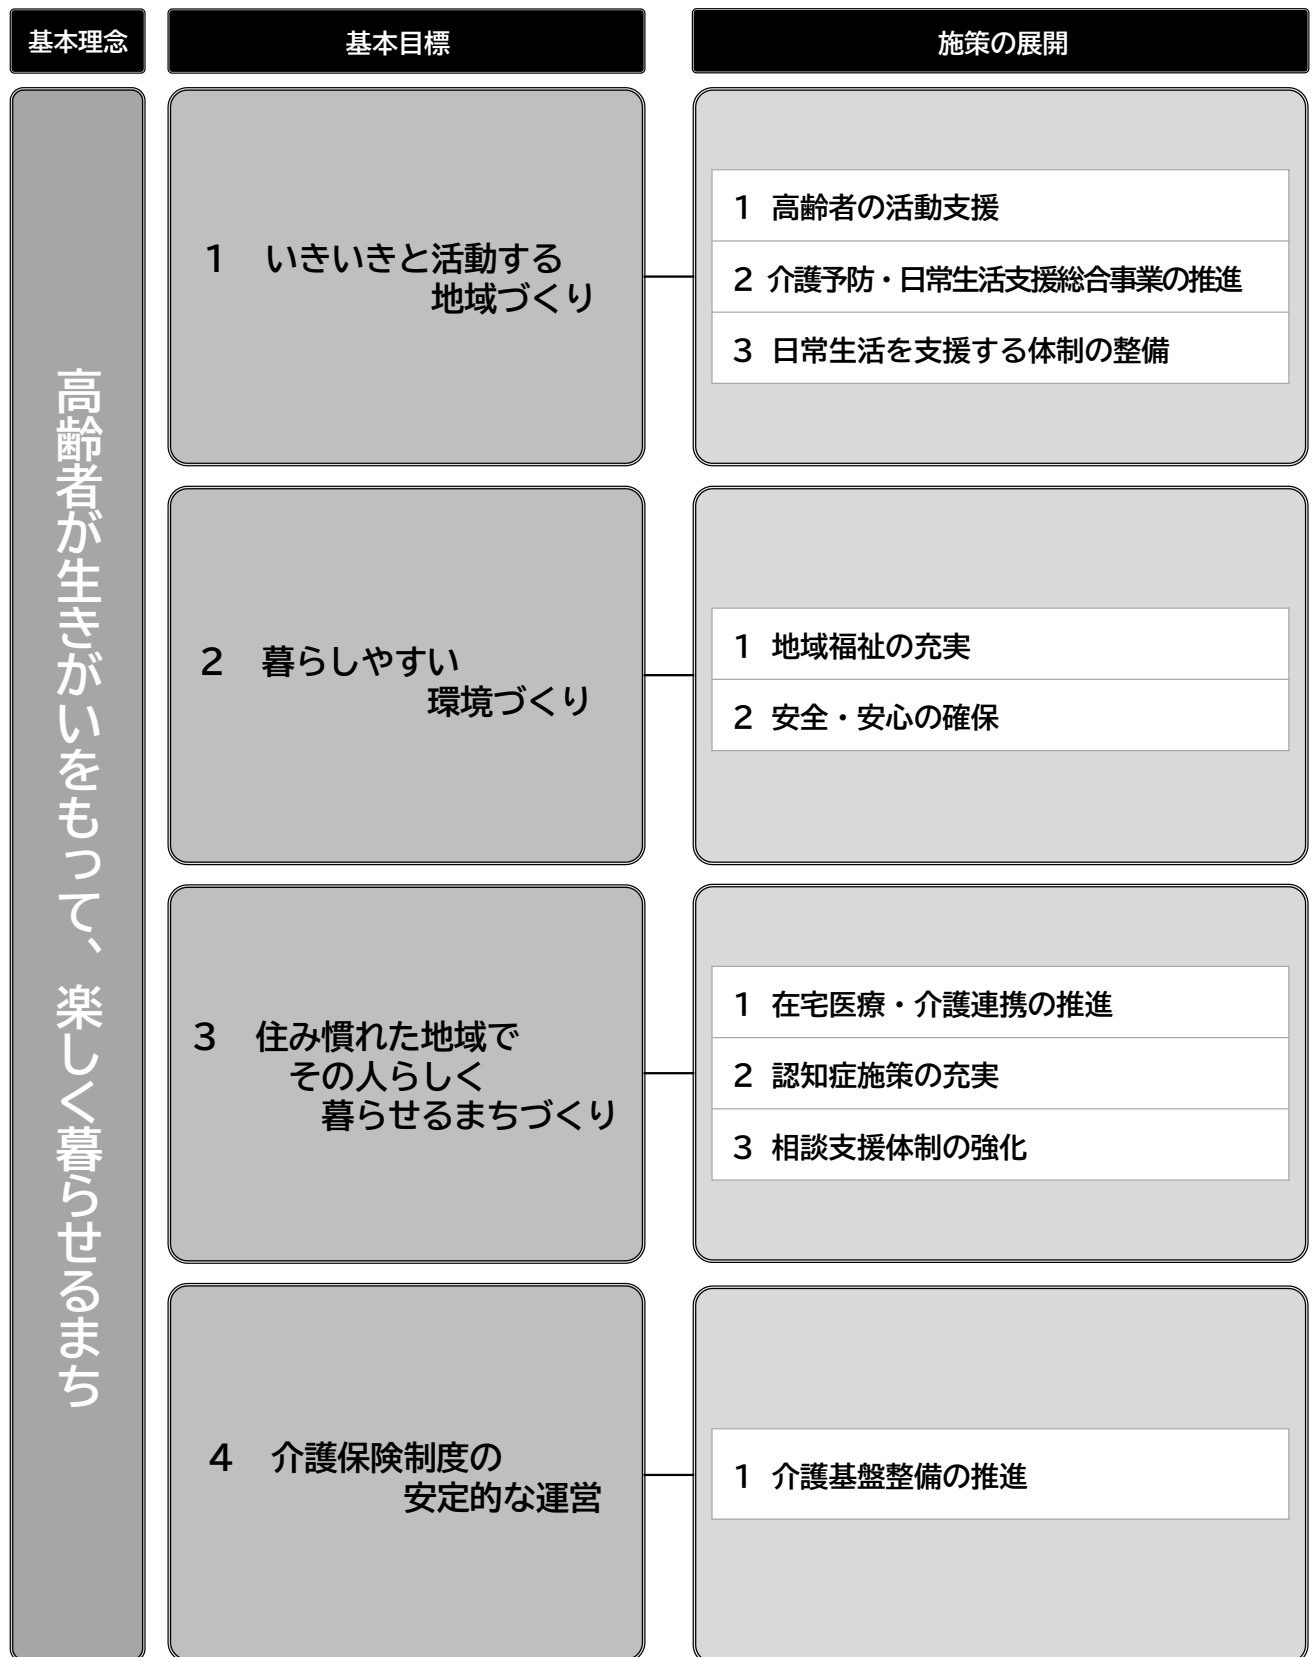 基本理念
基本目標
施策の展開
高齢者が生きがいをもって、楽しく暮らせるまち
1 いきいきと活動する
地域づくり
1 高齢者の活動支援
2 介護予防・日常生活支援総合事業の推進
3 日常生活を支援する体制の整備
2 暮らしやすい
環境づくり
1 地域福祉の充実
2 安全・安心の確保
3 住み慣れた地域で
その人らしく
暮らせるまちづくり
1 在宅医療・介護連携の推進
2 認知症施策の充実
3 相談支援体制の強化
4 介護保険制度の
安定的な運営
1 介護基盤整備の推進